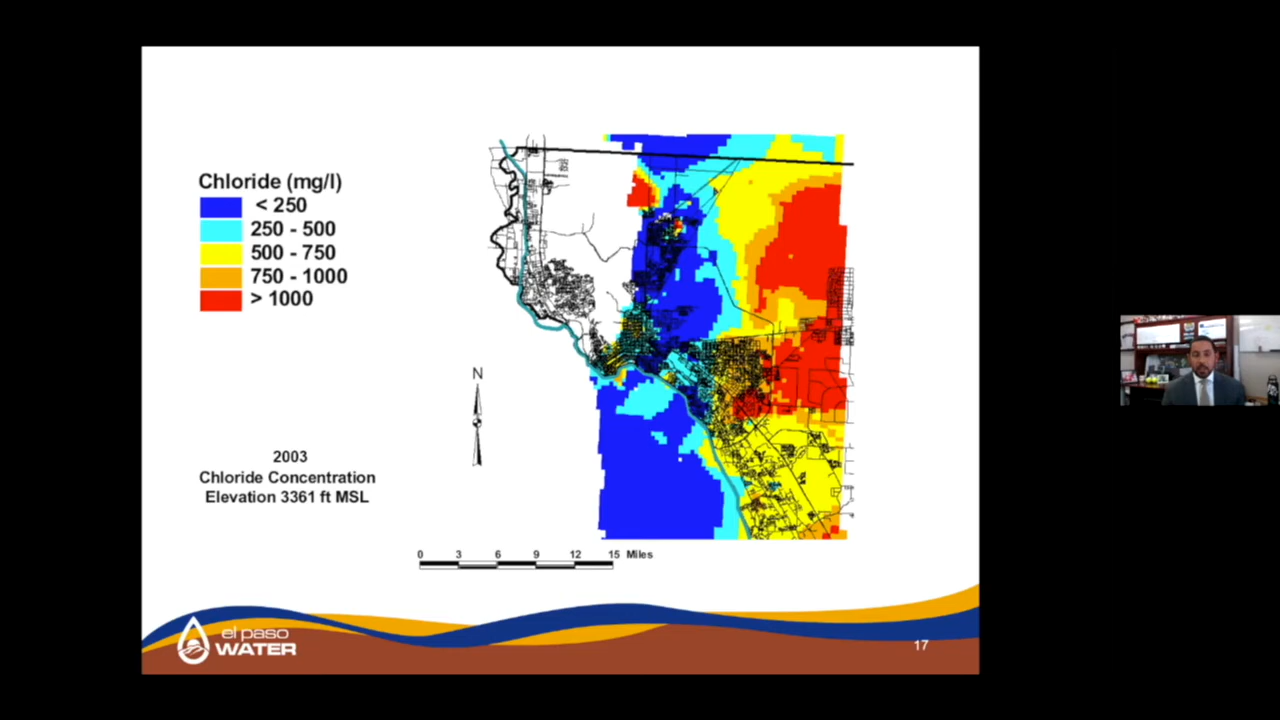 Chloride (mg/l)
< 250
250 - 500
500 - 750
750 - 1000
> 1000
N
2003
Chloride Concentration
Elevation 3361 ft MSL
0 3 6 9 12 15 Miles
el paso
WATER
17